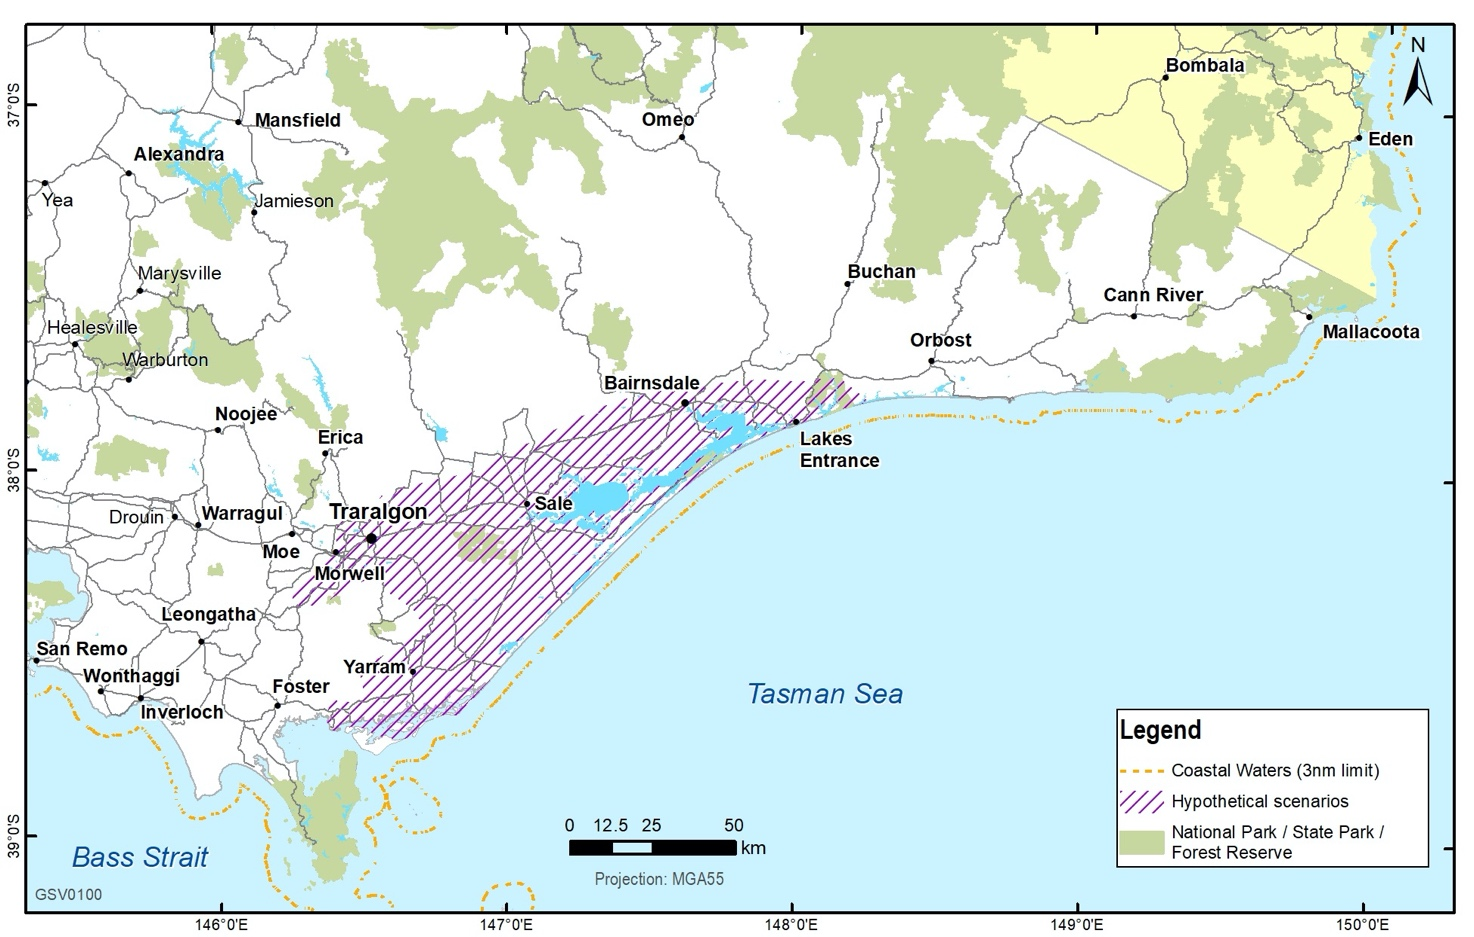 N
Bombala
37°0'S
Omeo
Mansfield
Eden
Alexandra
Yea
Jamieson
Marysville
Buchan
Cann River
Healesville
Mallacoota
Orbost
Warburton
Bairnsdale
Noojee
Erica
Lakes
Entrance
38°0'S
Sale
Traralgon
Drouin
Warragul
Moe
Morwell
Leongatha
San Remo
Yarram
Wonthaggi
Foster
Tasman Sea
Inverloch
Legend
Coastal Waters (3nm limit)
Hypothetical scenarios
National Park / State Park /
Forest Reserve
0 12.5 25 50
km
39°0'S
Bass Strait
Projection: MGA55
GSV0100
146°0'E 147°0'E 148°0'E 149°0'E 150°0'E